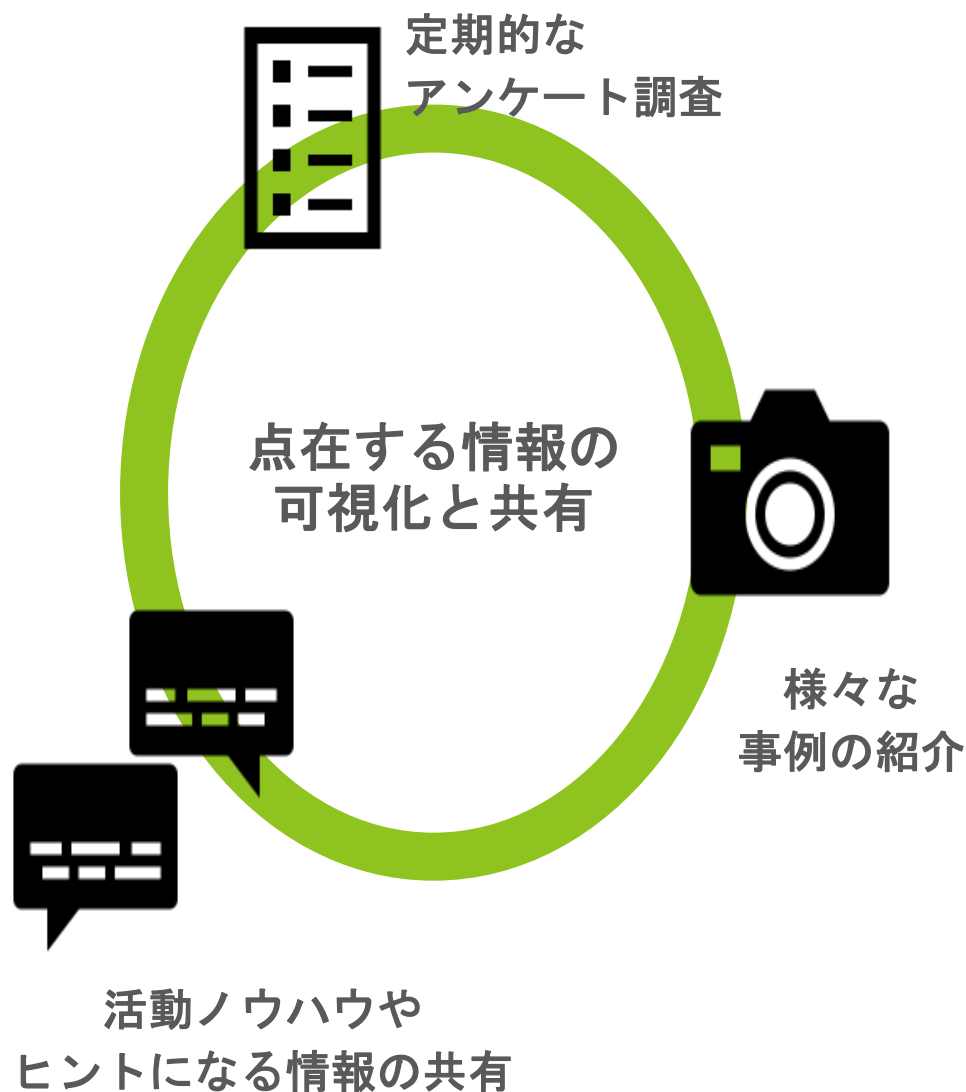 定期的な
アンケート調査
点在する情報の
可視化と共有
様々な
事例の紹介
活動ノウハウや
ヒントになる情報の共有